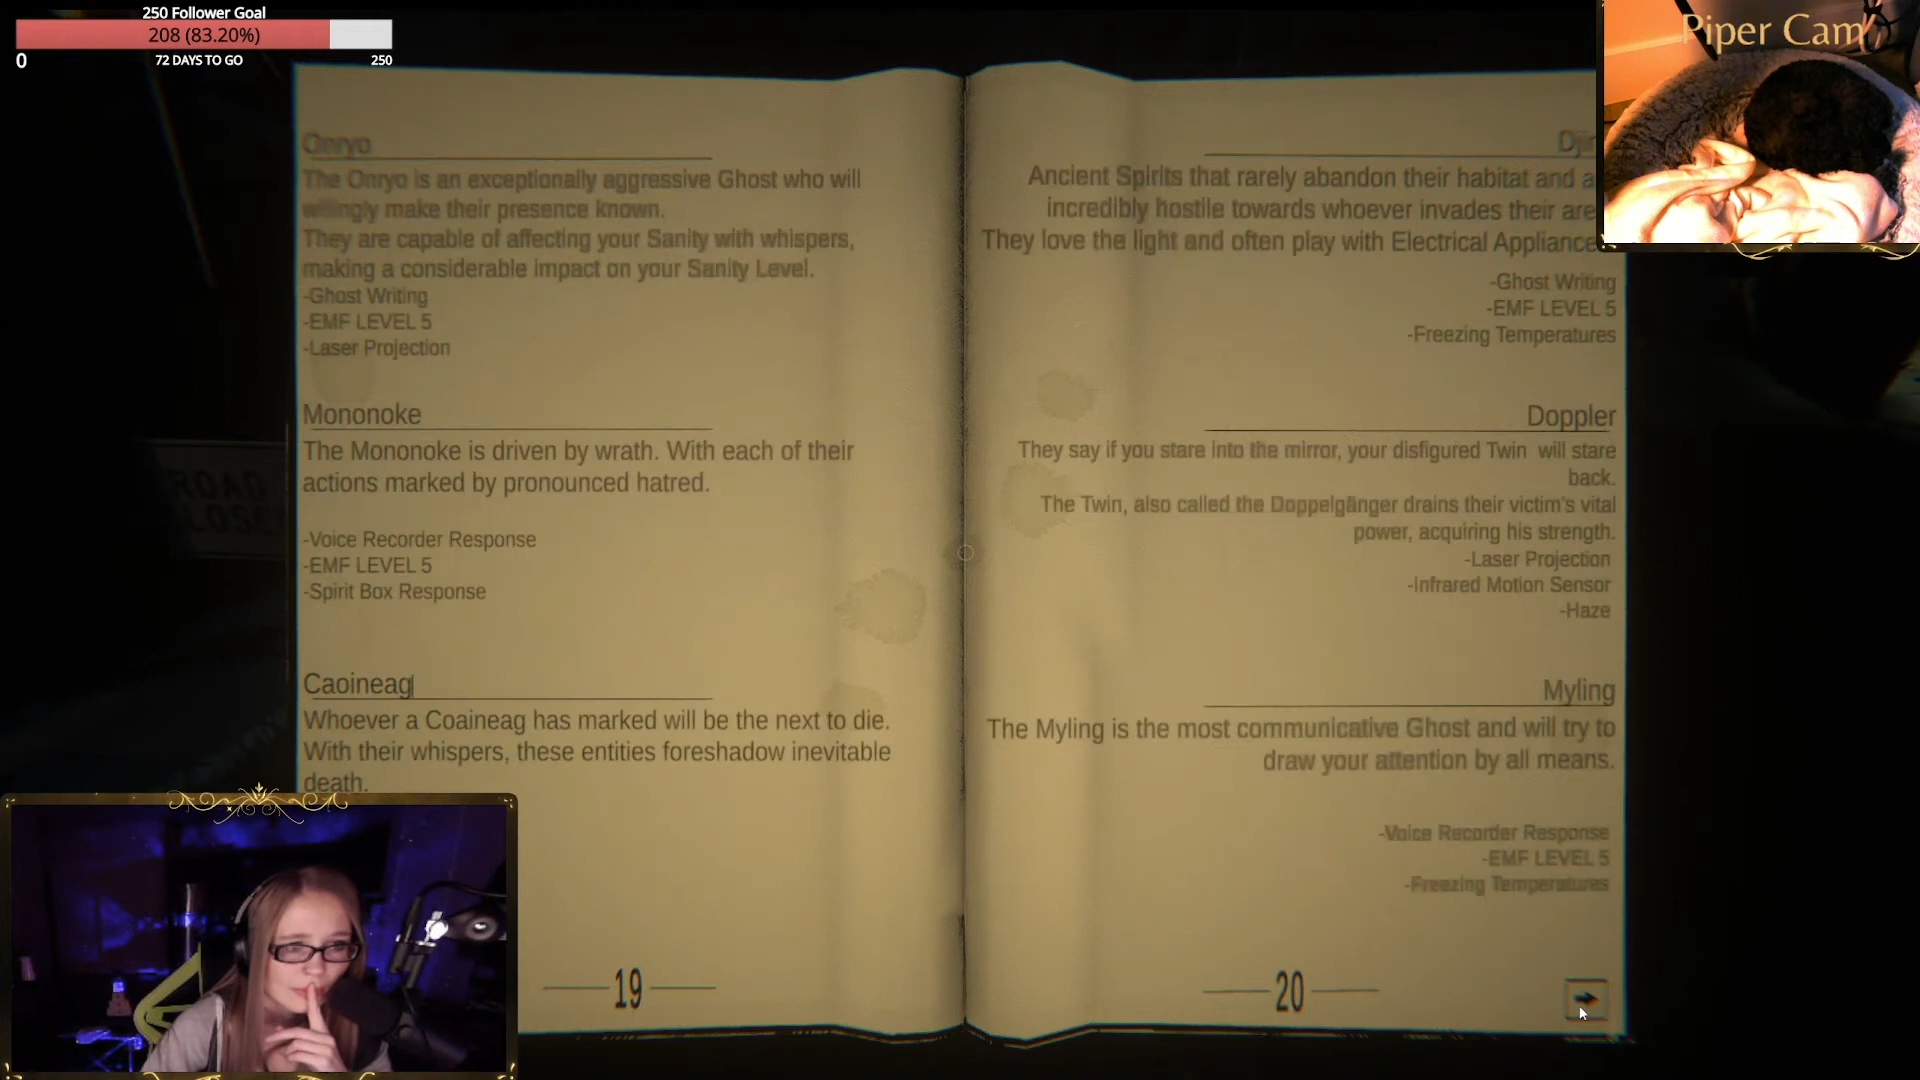 250 Follower Goal
208 (83.20%)
0
72 DAYS TO GO
250
Piper Cam
Onryo
The Onryo is an exceptionally aggressive Ghost who will
willingly make their presence known.
They are capable of affecting your Sanity with whispers,
making a considerable impact on your Sanity Level.
-Ghost Writing
-EMF LEVEL 5
-Laser Projection
Mononoke
The Mononoke is driven by wrath. With each of their
actions marked by pronounced hatred.
-Voice Recorder Response
-EMF LEVEL 5
-Spirit Box Response
Caoineag
Whoever a Coaineag has marked will be the next to die.
With their whispers, these entities foreshadow inevitable
death.
19
Ancient Spirits that rarely abandon their habitat and
incredibly hostile towards whoever invades their
They love the light and often play with Electrical
-Ghost Writing
-EMF LEVEL 5
-Freezing Temperatures
Doppler
They say if you stare into the mirror, your disfigured Twin will stare
back.
The Twin, also called the Doppelgänger drains their victim's vital
power, acquiring his strength.
-Laser Projection
-Infrared Motion Sensor
-Haze
Myling
The Myling is the most communicative Ghost and will try to
draw your attention by all means.
-Voice Recorder Response
-EMF LEVEL 5
-Freezing Temperatures
20
ROAD